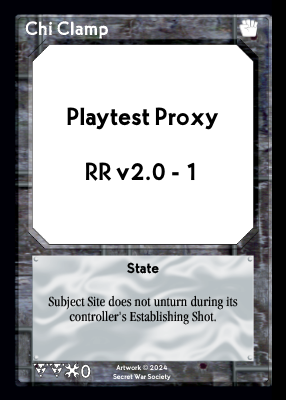 Chi Clamp
Playtest Proxy
RR v2.0 - 1
State
Subject Site does not unturn during its
controller's Establishing Shot.
0
Artwork © 2024
Secret War Society